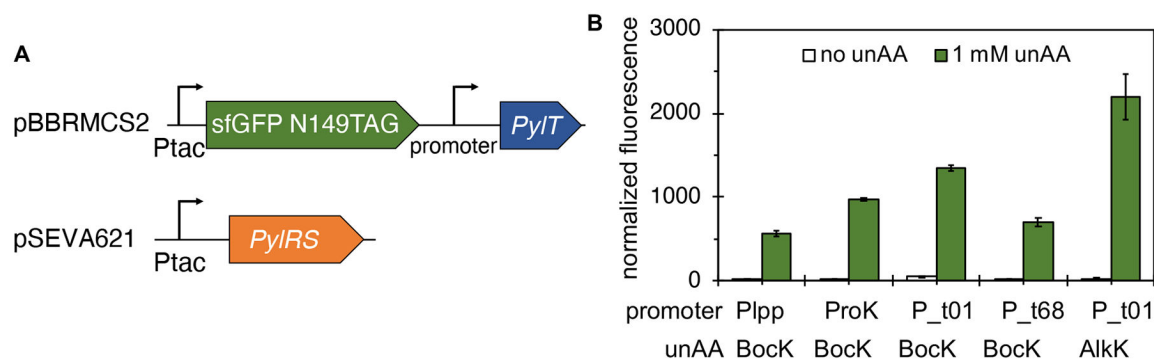 A
pBBRMCS2
sfGFP N149TAG
PylT
Ptac
promoter
pSEVA621
PylRS
Ptac
B
normalized fluorescence
3000
2000
1000
0
no unAA
1 mM unAA
promoter Plpp ProK P_t01 P_t68 P_t01
unAA BocK BocK BocK BocK AlkK